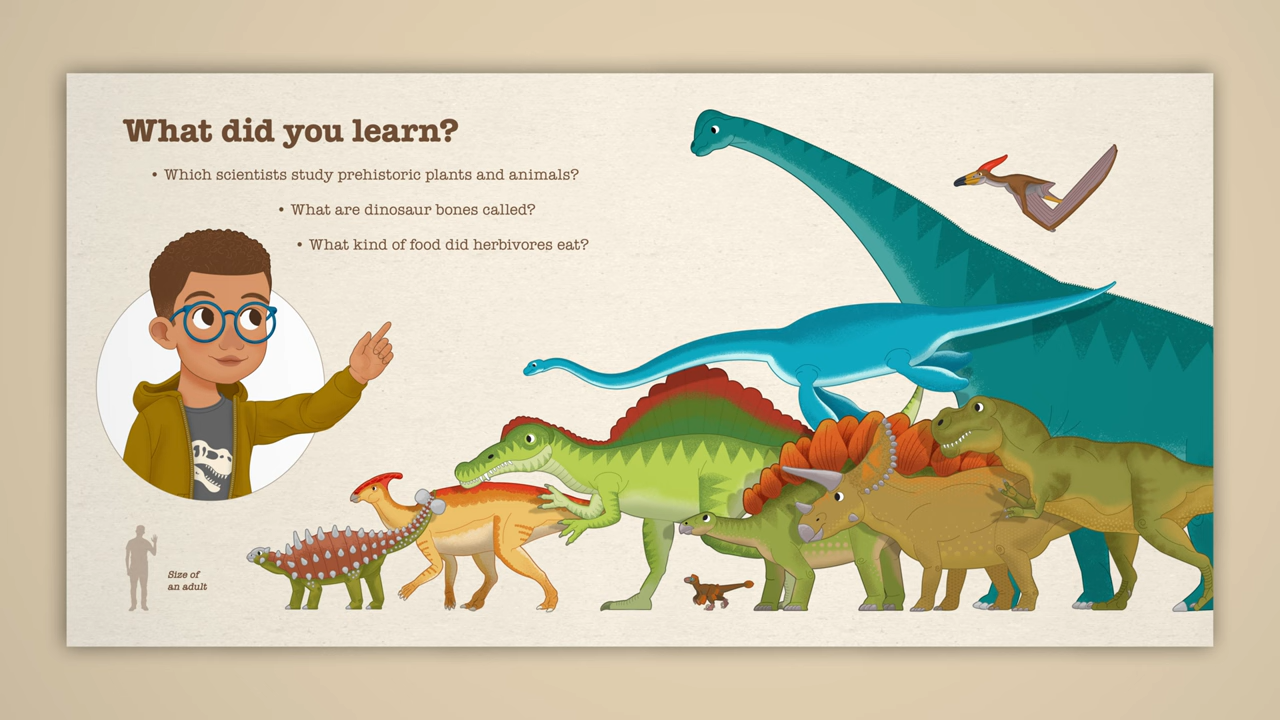 What did you learn?
• Which scientists study prehistoric plants and animals?
• What are dinosaur bones called?
• What kind of food did herbivores eat?
Size of
an adult